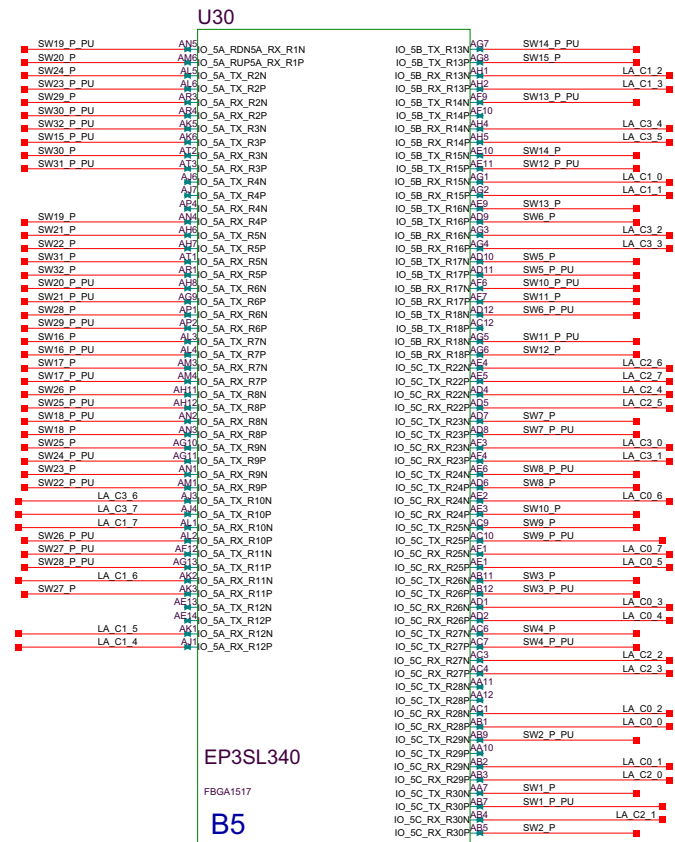 U30
SW19_P_PU AN5 IO_5A_RDN5A_RX_R1N
SW20_P AM6 IO_5A_RUP5A_RX_R1P
SW24_P AL5 IO_5A_TX_R2N
SW23_P_PU AL6 IO_5A_TX_R2P
SW29_P AR3 IO_5A_RX_R2N
SW30_P_PU AR4 IO_5A_RX_R2P
SW32_P_PU AK5 IO_5A_TX_R3N
SW15_P_PU AK6 IO_5A_TX_R3P
SW30_P AT2 IO_5A_RX_R3N
SW31_P_PU AT3 IO_5A_RX_R3P
AJ6 IO_5A_TX_R4N
AJ7 IO_5A_TX_R4P
AP4 IO_5A_RX_R4N
SW19_P AN4 IO_5A_RX_R4P
SW21_P AH6 IO_5A_TX_R5N
SW22_P AH7 IO_5A_TX_R5P
SW31_P AT1 IO_5A_RX_R5N
SW32_P AR1 IO_5A_RX_R5P
SW20_P_PU AH8 IO_5A_TX_R6N
SW21_P_PU AG9 IO_5A_TX_R6P
SW28_P AP1 IO_5A_RX_R6N
SW29_P_PU AP2 IO_5A_RX_R6P
SW16_P AL3 IO_5A_TX_R7N
SW16_P_PU AL4 IO_5A_TX_R7P
SW17_P AM3 IO_5A_RX_R7N
SW17_P_PU AM4 IO_5A_RX_R7P
SW26_P AH11 IO_5A_TX_R8N
SW25_P_PU AH12 IO_5A_TX_R8P
SW18_P_PU AN2 IO_5A_RX_R8N
SW18_P AN3 IO_5A_RX_R8P
SW25_P AG10 IO_5A_TX_R9N
SW24_P_PU AG11 IO_5A_TX_R9P
SW23_P AN1 IO_5A_RX_R9N
SW22_P_PU AM1 IO_5A_RX_R9P
LA_C3_6 AJ3 IO_5A_TX_R10N
LA_C3_7 AJ4 IO_5A_TX_R10P
LA_C1_7 AL1 IO_5A_RX_R10N
SW26_P_PU AL2 IO_5A_RX_R10P
SW27_P_PU AF12 IO_5A_TX_R11N
SW28_P_PU AG13 IO_5A_TX_R11P
LA_C1_6 AK2 IO_5A_RX_R11N
SW27_P AK3 IO_5A_RX_R11P
AE13 IO_5A_TX_R12N
AE14 IO_5A_TX_R12P
LA_C1_5 AK1 IO_5A_RX_R12N
LA_C1_4 AJ1 IO_5A_RX_R12P
IO_5B_TX_R13N AG7 SW14_P_PU
IO_5B_TX_R13P AG8 SW15_P
IO_5B_RX_R13N AH1 LA_C1_2
IO_5B_RX_R13P AH2 LA_C1_3
IO_5B_TX_R14N AF9 SW13_P_PU
IO_5B_TX_R14P AF10
IO_5B_RX_R14N AH4 LA_C3_4
IO_5B_RX_R14P AH5 LA_C3_5
IO_5B_TX_R15N AE10 SW14_P
IO_5B_TX_R15P AE11 SW12_P_PU
IO_5B_RX_R15N AG1 LA_C1_0
IO_5B_RX_R15P AG2 LA_C1_1
IO_5B_TX_R16N AE9 SW13_P
IO_5B_TX_R16P AD9 SW6_P
IO_5B_RX_R16N AG3 LA_C3_2
IO_5B_RX_R16P AG4 LA_C3_3
IO_5B_TX_R17N AD10 SW5_P
IO_5B_TX_R17P AD11 SW5_P_PU
IO_5B_RX_R17N AF6 SW10_P_PU
IO_5B_RX_R17P AF7 SW11_P
IO_5B_TX_R18N AD12 SW6_P_PU
IO_5B_TX_R18P AC12
IO_5B_RX_R18N AG5 SW11_P_PU
IO_5B_RX_R18P AG6 SW12_P
IO_5C_TX_R22N AE4 LA_C2_6
IO_5C_TX_R22P AE5 LA_C2_7
IO_5C_RX_R22N AD4 LA_C2_4
IO_5C_RX_R22P AD5 LA_C2_5
IO_5C_TX_R23N AD7 SW7_P
IO_5C_TX_R23P AD8 SW7_P_PU
IO_5C_RX_R23N AF3 LA_C3_0
IO_5C_RX_R23P AF4 LA_C3_1
IO_5C_TX_R24N AE6 SW8_P_PU
IO_5C_TX_R24P AD6 SW8_P
IO_5C_RX_R24N AE2 LA_C0_6
IO_5C_RX_R24P AE3 SW10_P
IO_5C_TX_R25N AC9 SW9_P
IO_5C_TX_R25P AC10 SW9_P_PU
IO_5C_RX_R25N AF1 LA_C0_7
IO_5C_RX_R25P AE1 LA_C0_5
IO_5C_TX_R26N AB11 SW3_P
IO_5C_TX_R26P AB12 SW3_P_PU
IO_5C_RX_R26N AD1 LA_C0_3
IO_5C_RX_R26P AD2 LA_C0_4
IO_5C_TX_R27N AC6 SW4_P
IO_5C_TX_R27P AC7 SW4_P_PU
IO_5C_RX_R27N AC3 LA_C2_2
IO_5C_RX_R27P AC4 LA_C2_3
IO_5C_TX_R28N AA11
IO_5C_TX_R28P AA12
IO_5C_RX_R28N AC1 LA_C0_2
IO_5C_RX_R28P AB1 LA_C0_0
IO_5C_TX_R29N AB9 SW2_P_PU
IO_5C_TX_R29P AA10
IO_5C_RX_R29N AB2 LA_C0_1
IO_5C_RX_R29P AB3 LA_C2_0
IO_5C_TX_R30N AA7 SW1_P
IO_5C_TX_R30P AB7 SW1_P_PU
IO_5C_RX_R30N AB4 LA_C2_1
IO_5C_RX_R30P AB5 SW2_P
EP3SL340
FBGA1517
B5